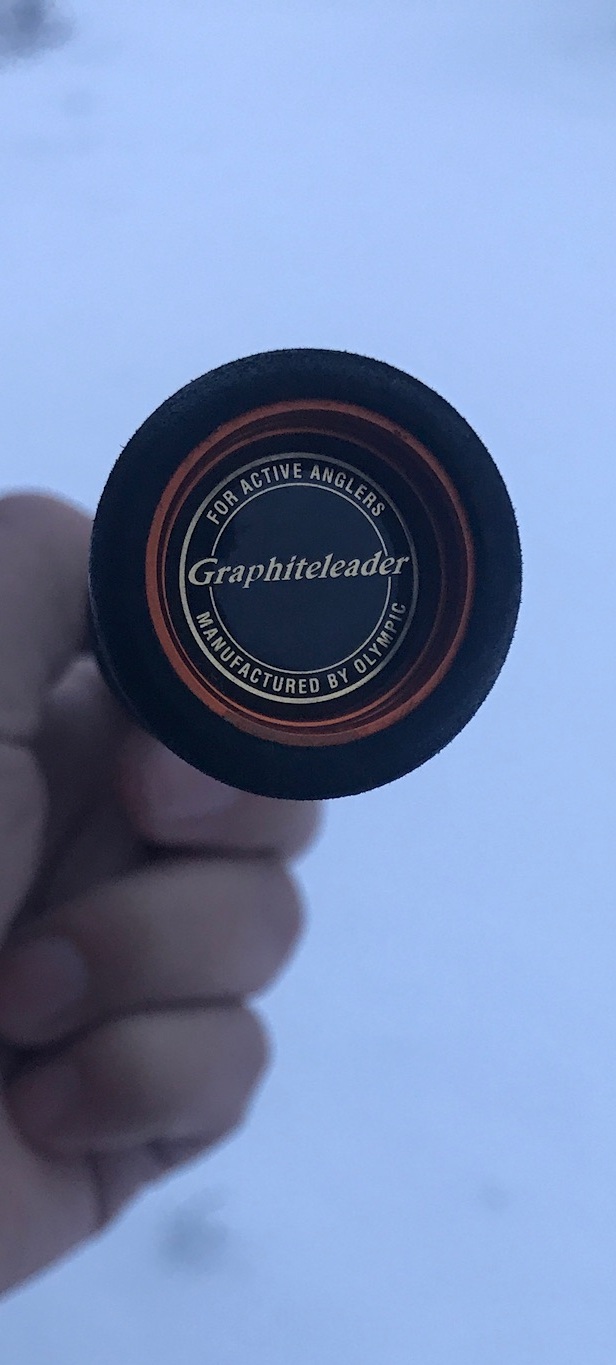 FOR ACTIVE ANGLERS
Graphiteleader
MANUFACTURED BY OLYMPIC